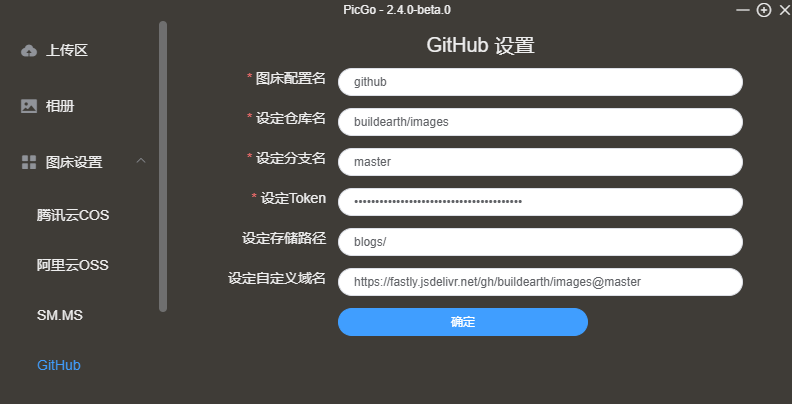 PicGo - 2.4.0-beta.0
上传区
相册
图床设置
腾讯云COS
阿里云OSS
SM.MS
GitHub
GitHub 设置
* 图床配置名
github
* 设定仓库名
buildearth/images
* 设定分支名
master
* 设定Token
••••••••••••••••••••••••••••••••••••••••
设定存储路径
blogs/
设定自定义域名
https://fastly.jsdelivr.net/gh/buildearth/images@master
确定